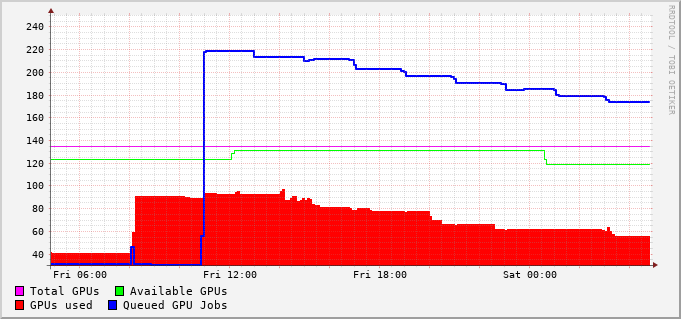 240
220
200
180
160
140
120
100
80
60
40
Fri 06:00 Fri 12:00 Fri 18:00 Sat 00:00
Total GPUs Available GPUs
GPUs used Queued GPU Jobs
RRDTOOL / TOBI OETIKER